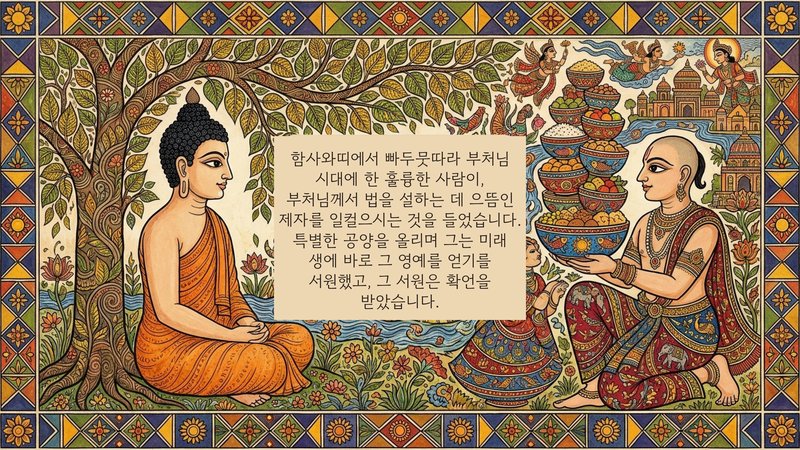 함사와띠에서 빠두뭇따라 부처님
시대에 한 훌륭한 사람이,
부처님께서 법을 설하는 데 으뜸인
제자를 일컬으시는 것을 들었습니다.
특별한 공양을 올리며 그는 미래
생에 바로 그 영예를 얻기를
서원했고, 그 서원은 확언을
받았습니다.